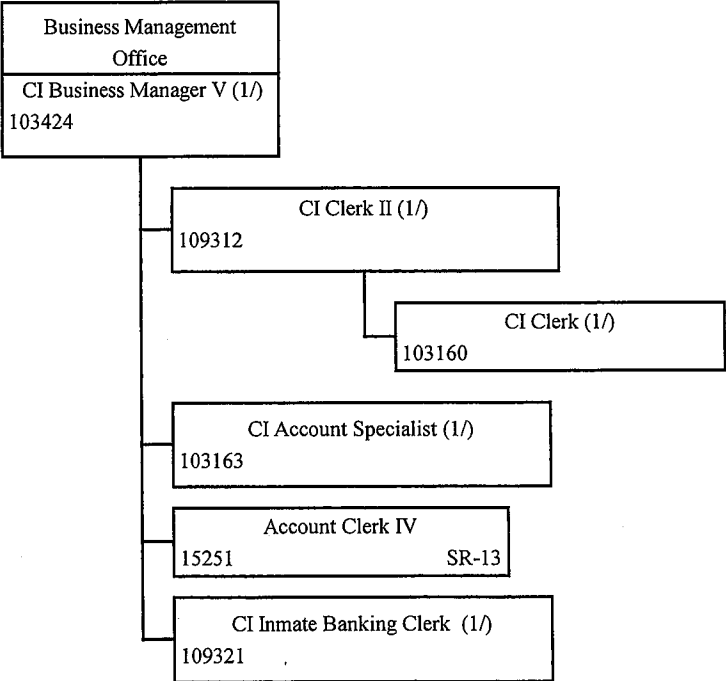 Business Management
Office
CI Business Manager V (1/)
103424
CI Clerk II (1/)
109312
CI Clerk (1/)
103160
CI Account Specialist (1/)
103163
Account Clerk IV
15251 SR-13
CI Inmate Banking Clerk (1/)
109321